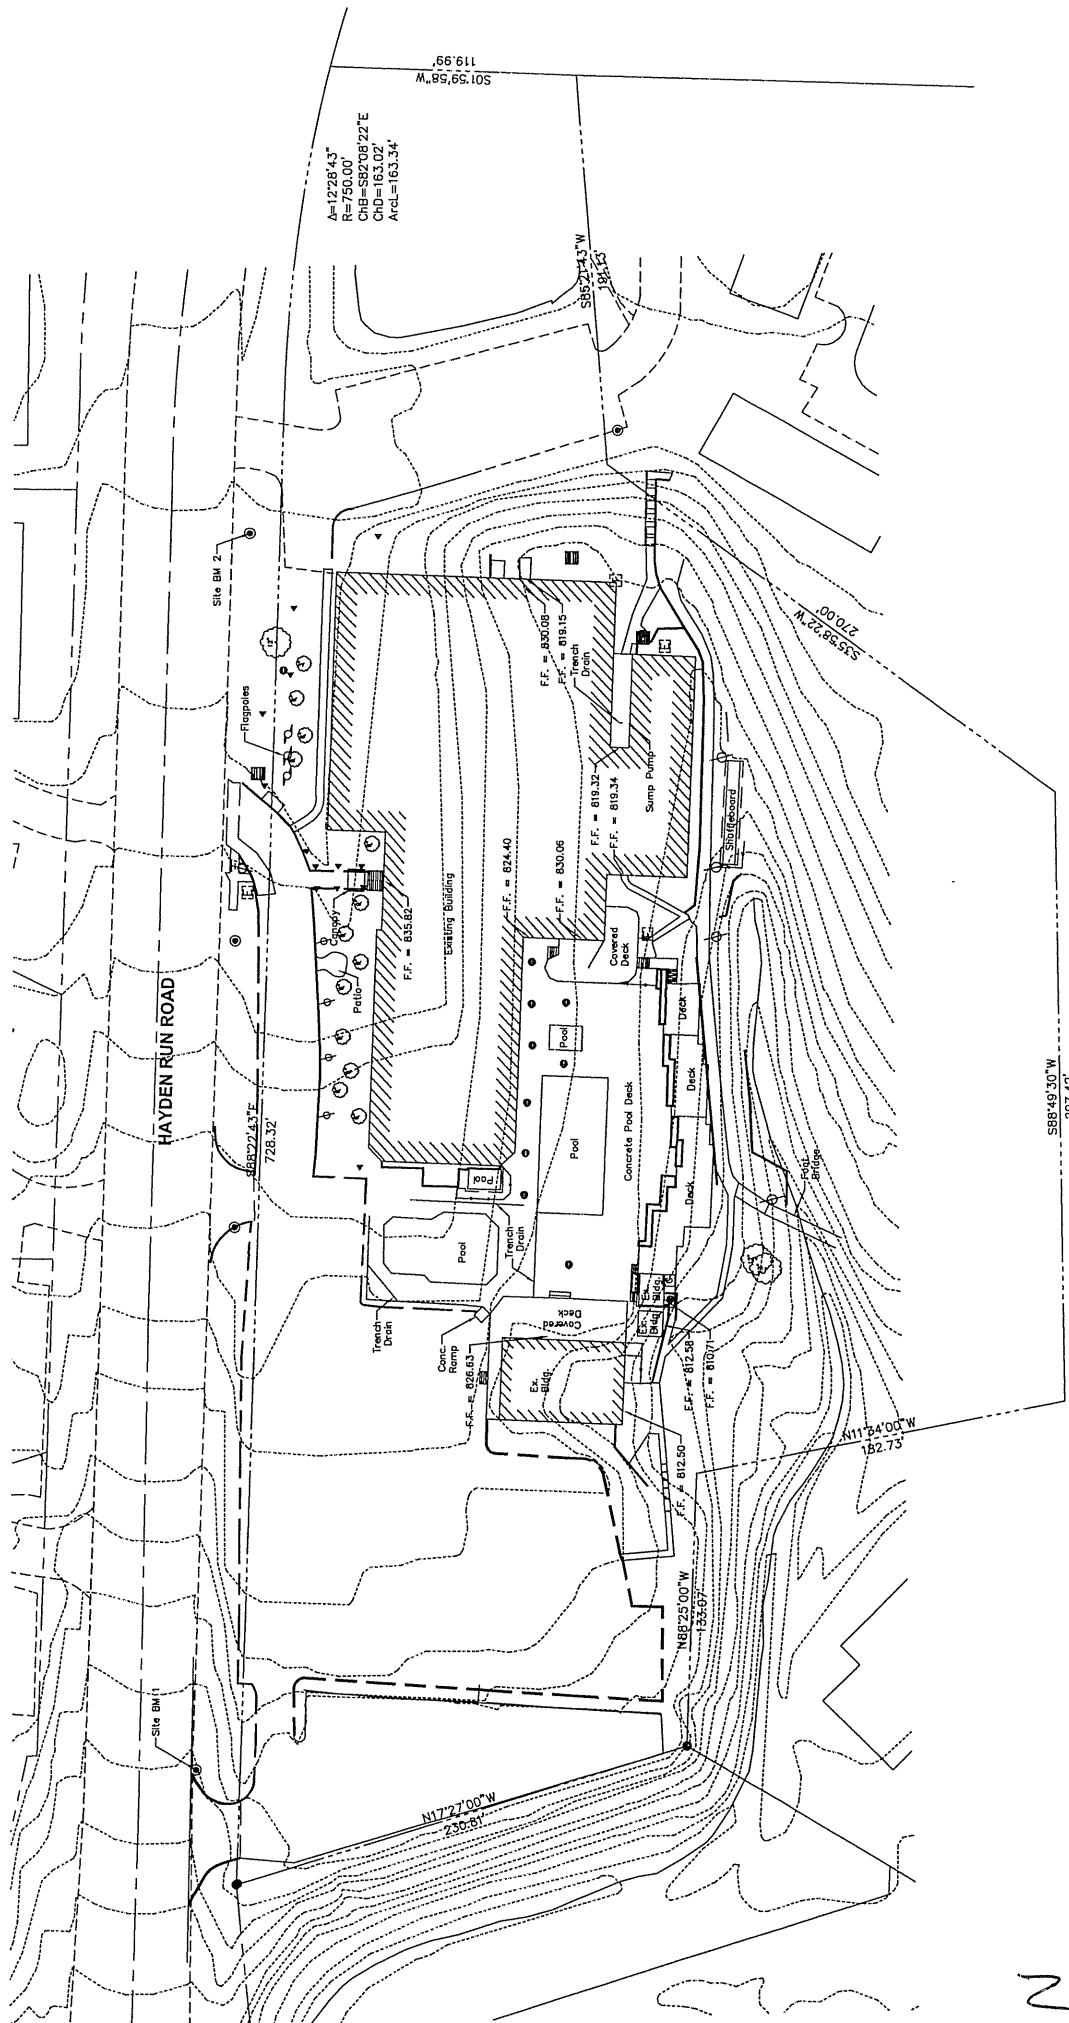 S01°59'58"W
119.99'
Δ=12°28'43"
R=750.00'
ChB=S82°08'22"E
ChD=163.02'
ArcL=163.34'
S85°21'43"W
191.13'
Site BM 2
12"
Flagpoles
S35°58'22"W
270.00'
F.F. = 830.08
F.F. = 819.15
Trench
Drain
F.F. = 819.32
F.F. = 819.34
Sump Pump
Shuffleboard
HAYDEN RUN ROAD
Canopy
Patio
F.F. = 835.82
Existing Building
F.F. = 824.40
F.F. = 830.06
Covered
Deck
Pool
Deck
Deck
Deck
Concrete Pool Deck
Pool
Pool
Pool
S88°22'43"E
728.32'
Trench
Drain
Trench
Drain
Foot
Bridge
S88°49'30"W
Conc.
Ramp
Covered
Deck
Ex.
Bldg.
Ex.
Bldg.
Ex.
Bldg.
F.F. = 826.63
F.F. = 812.58
F.F. = 810.71
F.F. = 812.50
N11°34'00"W
182.73'
N88°25'00"W
133.07'
Site BM 1
N17°27'00"W
230.81'